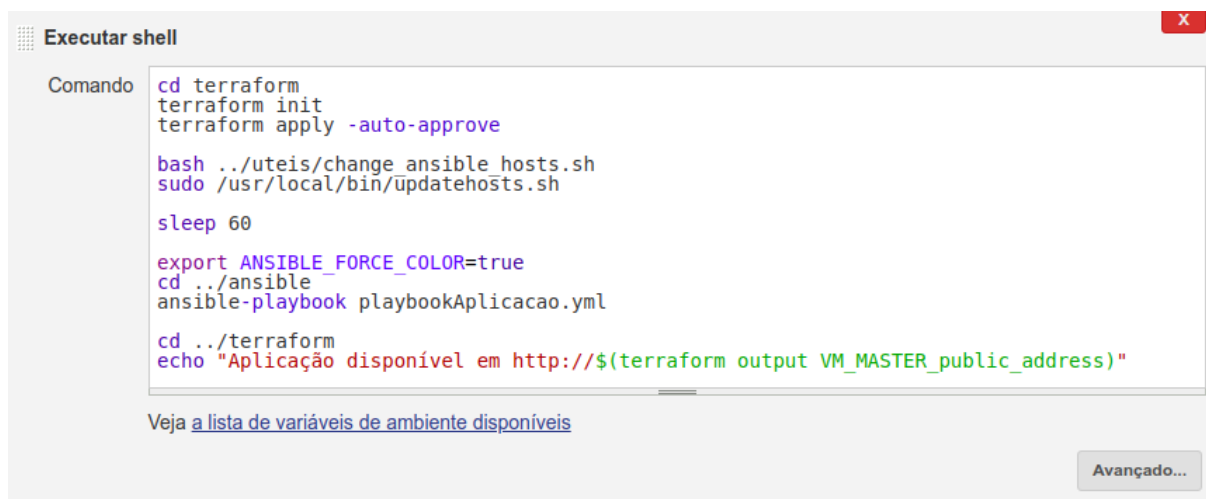 X
Executar shell
Comando
cd terraform
terraform init
terraform apply -auto-approve
bash ../uteis/change_ansible_hosts.sh
sudo /usr/local/bin/updatehosts.sh
sleep 60
export ANSIBLE_FORCE_COLOR=true
cd ../ansible
ansible-playbook playbookAplicacao.yml
cd ../terraform
echo "Aplicação disponível em http://$(terraform output VM_MASTER_public_address)"
Veja a lista de variáveis de ambiente disponíveis
Avançado...